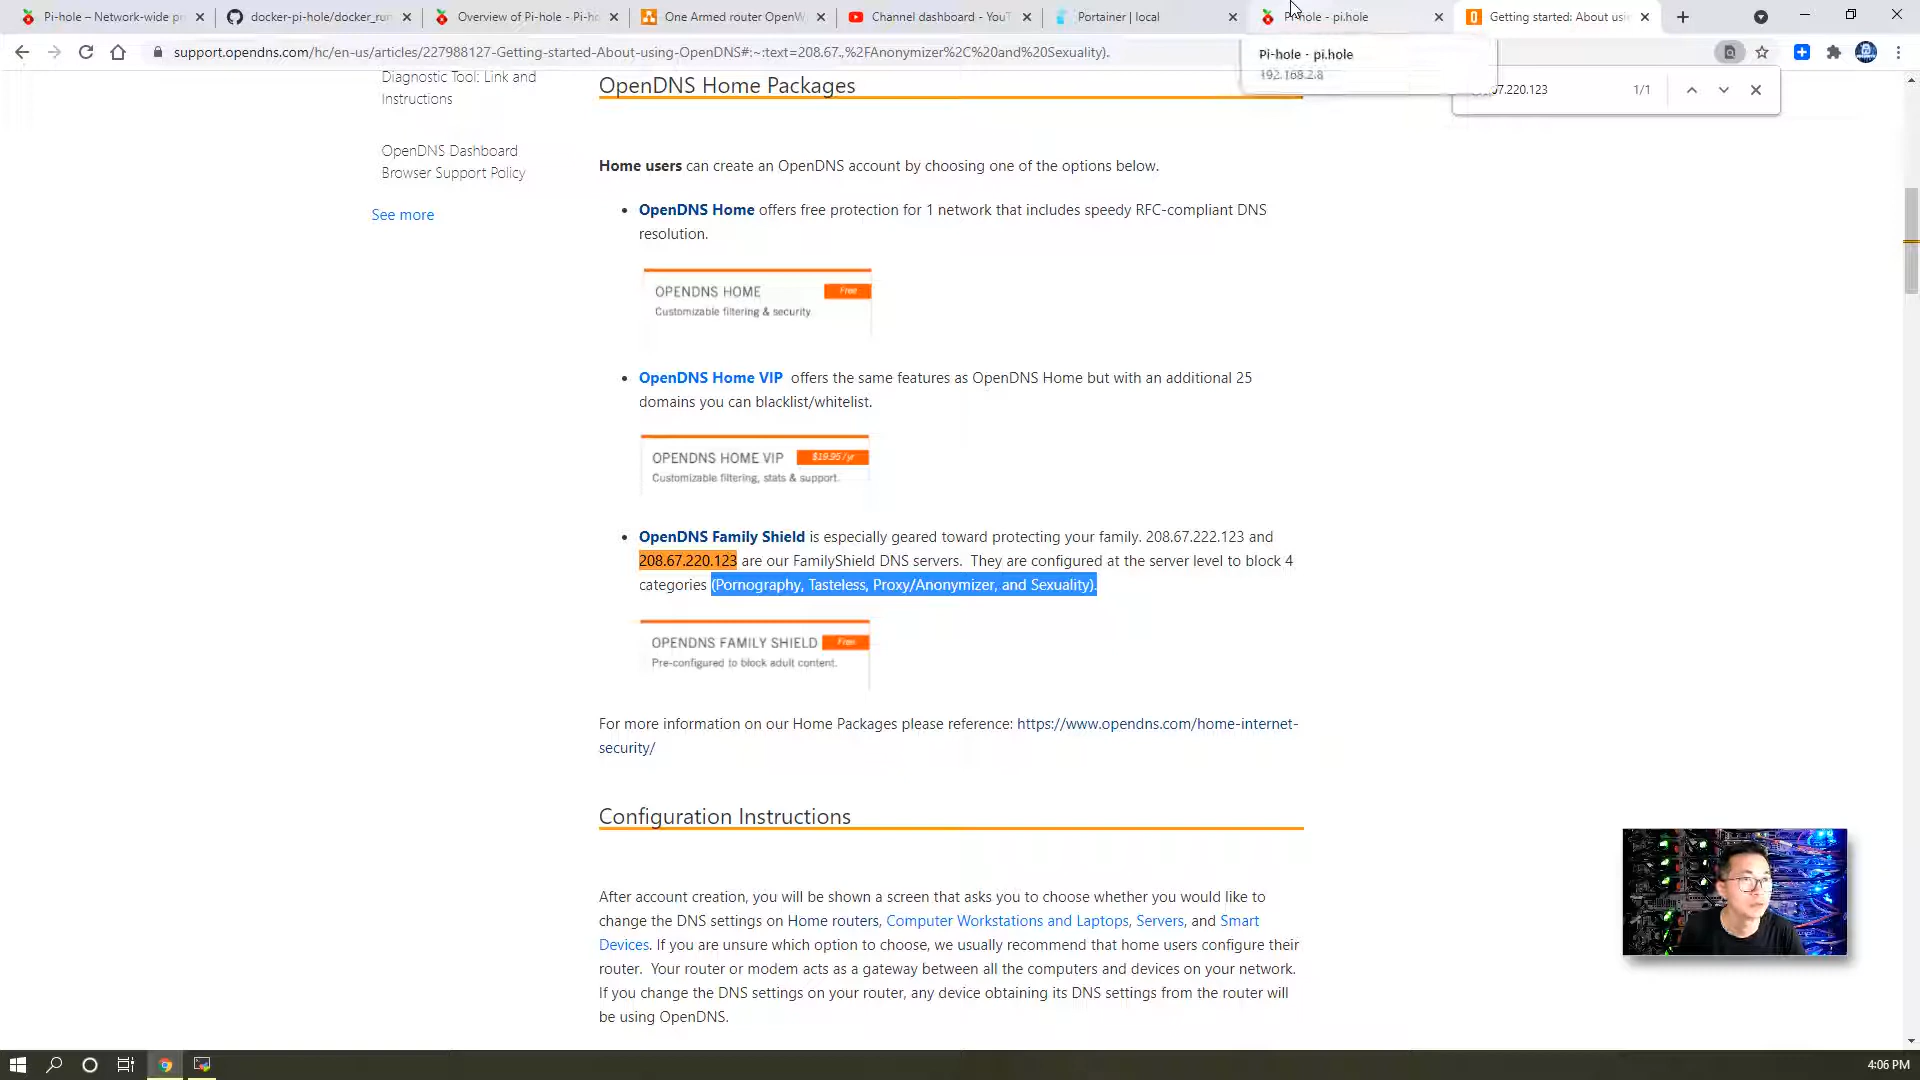 Pi-hole – Network-wide pr
docker-pi-hole/docker_run
Overview of Pi-hole - Pi-ho
One Armed router OpenW
Channel dashboard - YouT
Portainer | local
Pi-hole - pi.hole
Getting started: About usin
support.opendns.com/hc/en-us/articles/227988127-Getting-started-About-using-OpenDNS#:~:text=208.67.,%2FAnonymizer%2C%20and%20Sexuality).
Pi-hole - pi.hole
192.168.2.8
07.220.123
1/1
Diagnostic Tool: Link and
Instructions
OpenDNS Dashboard
Browser Support Policy
See more
OpenDNS Home Packages
Home users can create an OpenDNS account by choosing one of the options below.
• OpenDNS Home offers free protection for 1 network that includes speedy RFC-compliant DNS
resolution.
OPENDNS HOME Free
Customizable filtering & security
• OpenDNS Home VIP offers the same features as OpenDNS Home but with an additional 25
domains you can blacklist/whitelist.
OPENDNS HOME VIP $19.95/yr
Customizable filtering, stats & support.
• OpenDNS Family Shield is especially geared toward protecting your family. 208.67.222.123 and
208.67.220.123 are our FamilyShield DNS servers. They are configured at the server level to block 4
categories (Pornography, Tasteless, Proxy/Anonymizer, and Sexuality).
OPENDNS FAMILY SHIELD Free
Pre-configured to block adult content.
For more information on our Home Packages please reference: https://www.opendns.com/home-internet-
security/
Configuration Instructions
After account creation, you will be shown a screen that asks you to choose whether you would like to
change the DNS settings on Home routers, Computer Workstations and Laptops, Servers, and Smart
Devices. If you are unsure which option to choose, we usually recommend that home users configure their
router. Your router or modem acts as a gateway between all the computers and devices on your network.
If you change the DNS settings on your router, any device obtaining its DNS settings from the router will
be using OpenDNS.
4:06 PM